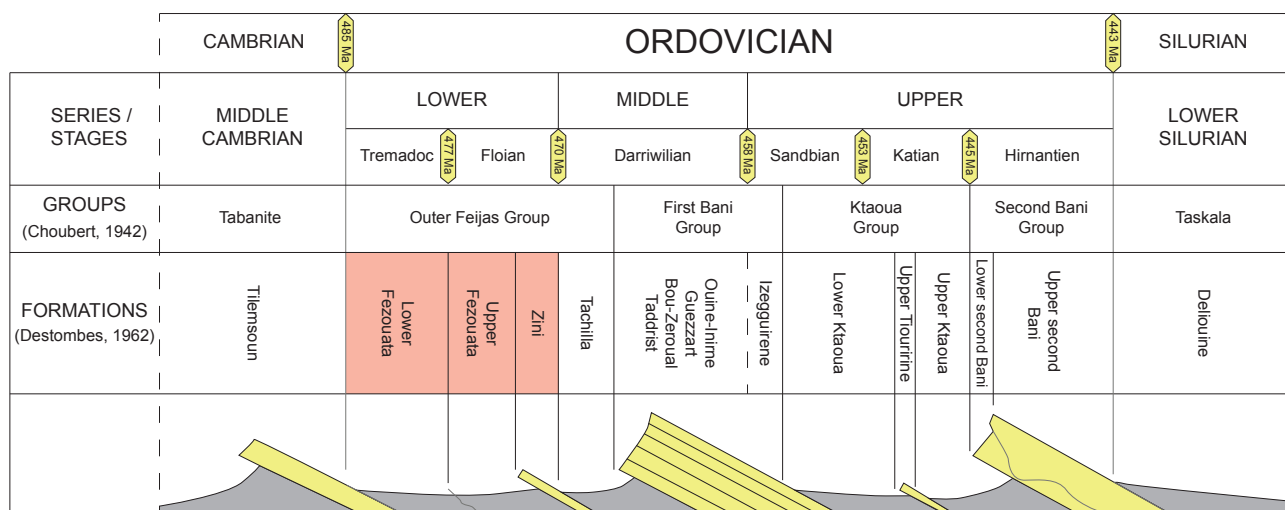 CAMBRIAN
485 Ma
ORDOVICIAN
443 Ma
SILURIAN
SERIES /
STAGES
MIDDLE
CAMBRIAN
LOWER
MIDDLE
UPPER
LOWER
SILURIAN
Tremadoc
477 Ma
Floian
470 Ma
Darriwilian
458 Ma
Sandbian
453 Ma
Katian
445 Ma
Hirnantien
GROUPS
(Choubert, 1942)
Tabanite
Outer Feijas Group
First Bani
Group
Ktaoua
Group
Second Bani
Group
Taskala
FORMATIONS
(Destombes, 1962)
Tilemsoun
Lower
Fezouata
Upper
Fezouata
Zini
Tachilla
Ouine-Inirne
Guezzart
Bou-Zeroual
Taddrist
Izegguirene
Lower Ktaoua
Upper Tiouririne
Upper Ktaoua
Lower second Bani
Upper second
Bani
Deliouine